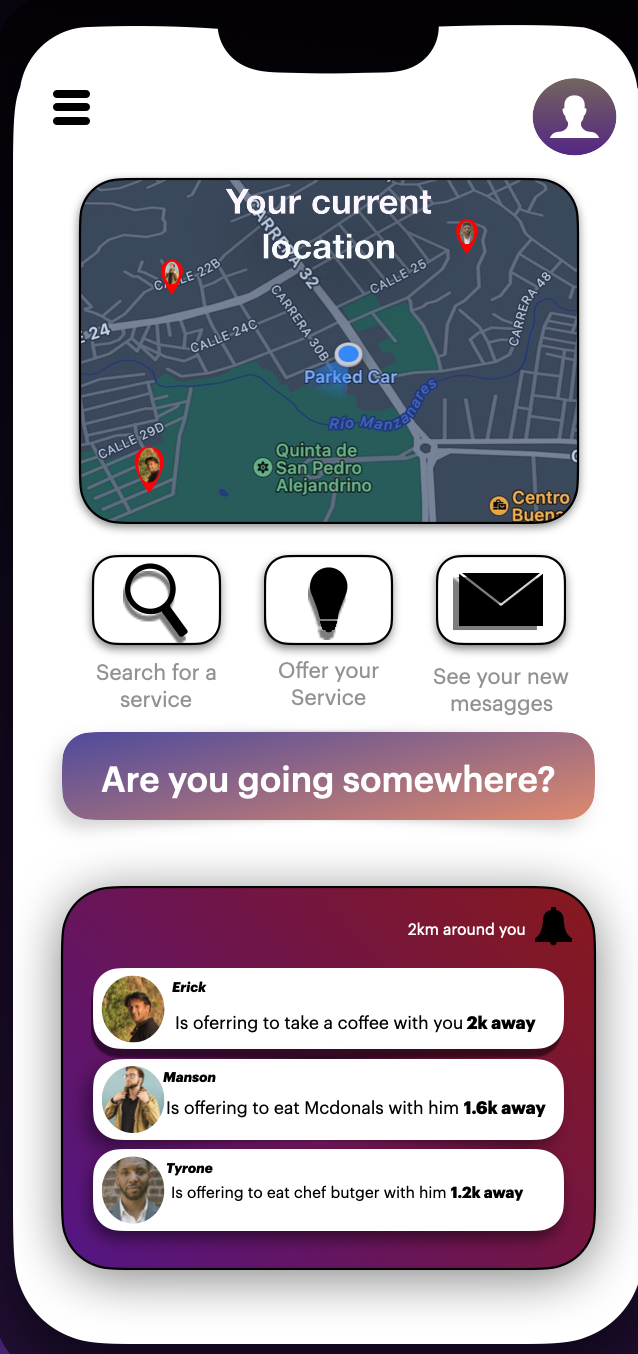 Your current
location
CARRERA 32
CALLE 22B
CALLE 25
CARRERA 48
E 24
CALLE 24C
CARRERA 30B
Parked Car
Río Manzanares
CALLE 29D
Quinta de
San Pedro
Alejandrino
Centro
Buena
Search for a
service
Offer your
Service
See your new
mesagges
Are you going somewhere?
2km around you
Erick
Is oferring to take a coffee with you 2k away
Manson
Is offering to eat Mcdonals with him 1.6k away
Tyrone
Is offering to eat chef butger with him 1.2k away